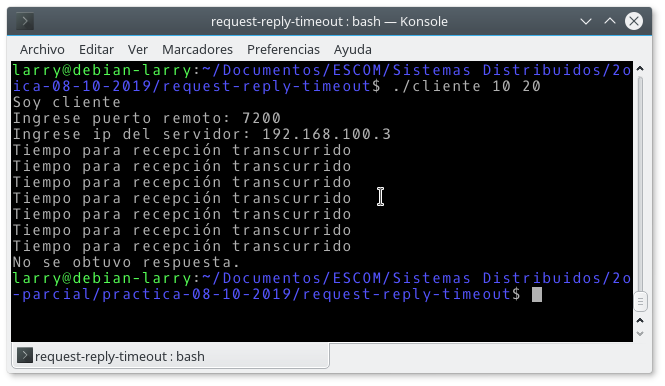 request-reply-timeout : bash — Konsole
Archivo Editar Ver Marcadores Preferencias Ayuda
larry@debian-larry:~/Documentos/ESCOM/Sistemas Distribuidos/2o
ica-08-10-2019/request-reply-timeout$ ./cliente 10 20
Soy cliente
Ingrese puerto remoto: 7200
Ingrese ip del servidor: 192.168.100.3
Tiempo para recepción transcurrido
Tiempo para recepción transcurrido
Tiempo para recepción transcurrido
Tiempo para recepción transcurrido
Tiempo para recepción transcurrido
Tiempo para recepción transcurrido
Tiempo para recepción transcurrido
No se obtuvo respuesta.
larry@debian-larry:~/Documentos/ESCOM/Sistemas Distribuidos/2o
-parcial/practica-08-10-2019/request-reply-timeout$
request-reply-timeout : bash